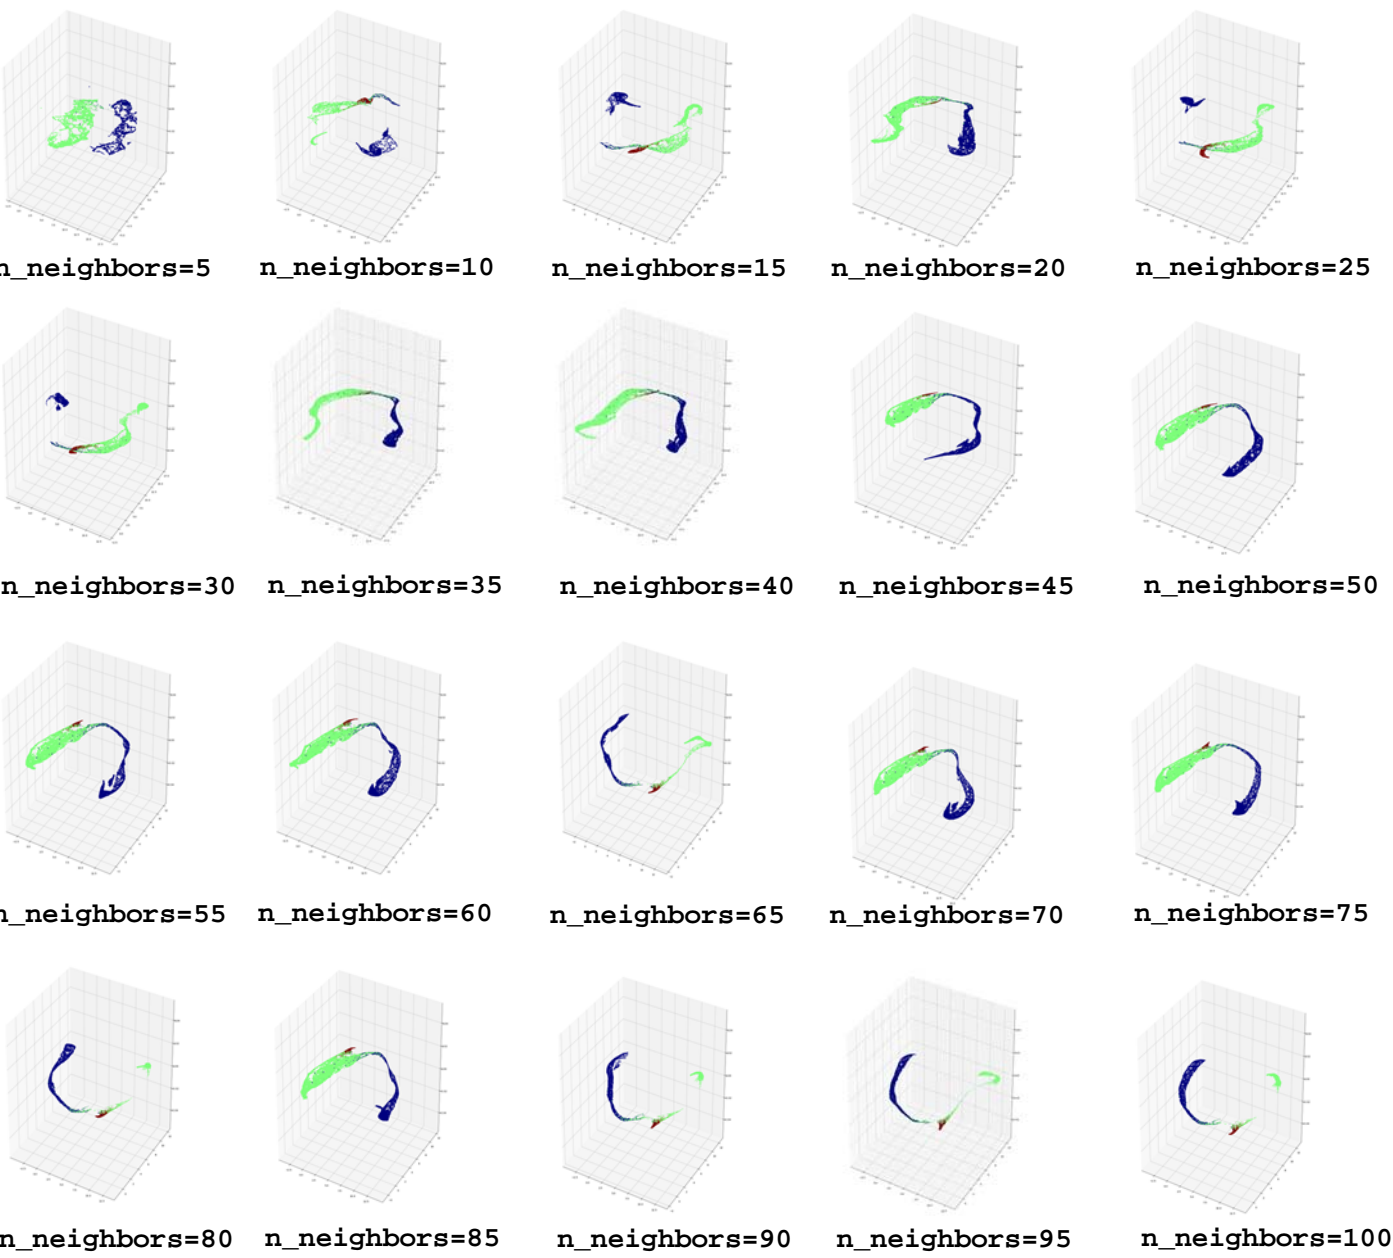 n_neighbors=5 n_neighbors=10 n_neighbors=15 n_neighbors=20 n_neighbors=25
n_neighbors=30 n_neighbors=35 n_neighbors=40 n_neighbors=45 n_neighbors=50
n_neighbors=55 n_neighbors=60 n_neighbors=65 n_neighbors=70 n_neighbors=75
n_neighbors=80 n_neighbors=85 n_neighbors=90 n_neighbors=95 n_neighbors=100